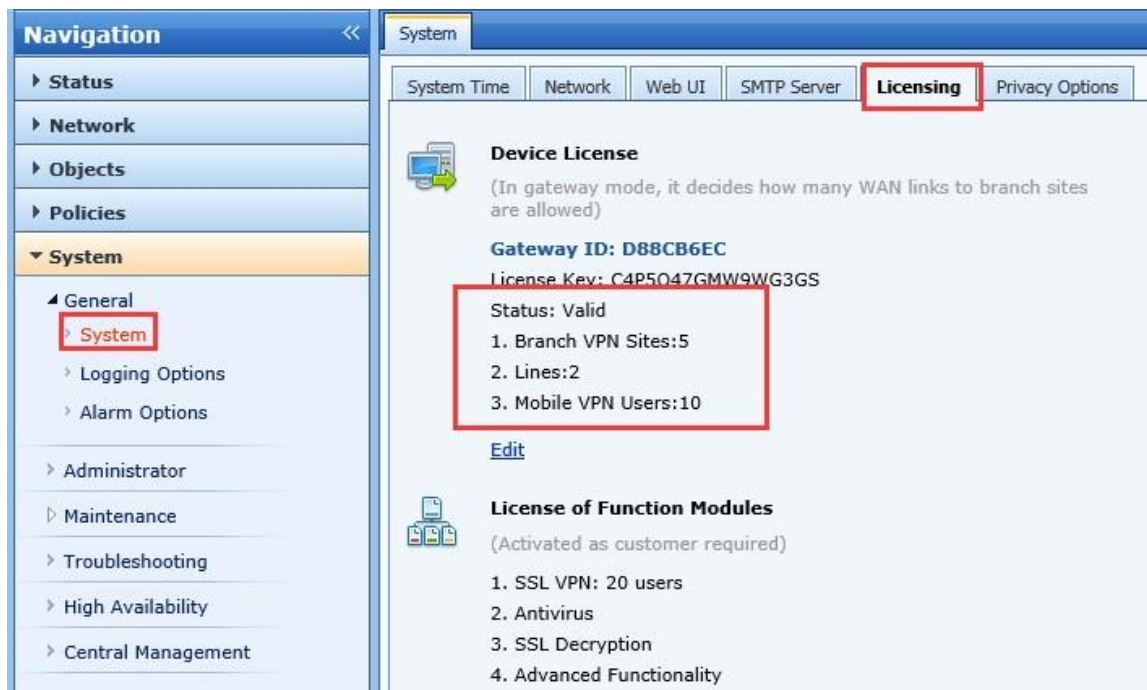 Navigation
Status
Network
Objects
Policies
System
General
System
Logging Options
Alarm Options
Administrator
Maintenance
Troubleshooting
High Availability
Central Management
System
System Time
Network
Web UI
SMTP Server
Licensing
Privacy Options
Device License
(In gateway mode, it decides how many WAN links to branch sites
are allowed)
Gateway ID: D88CB6EC
License Key: C4P5O47GMW9WG3GS
Status: Valid
1. Branch VPN Sites:5
2. Lines:2
3. Mobile VPN Users:10
Edit
License of Function Modules
(Activated as customer required)
1. SSL VPN: 20 users
2. Antivirus
3. SSL Decryption
4. Advanced Functionality